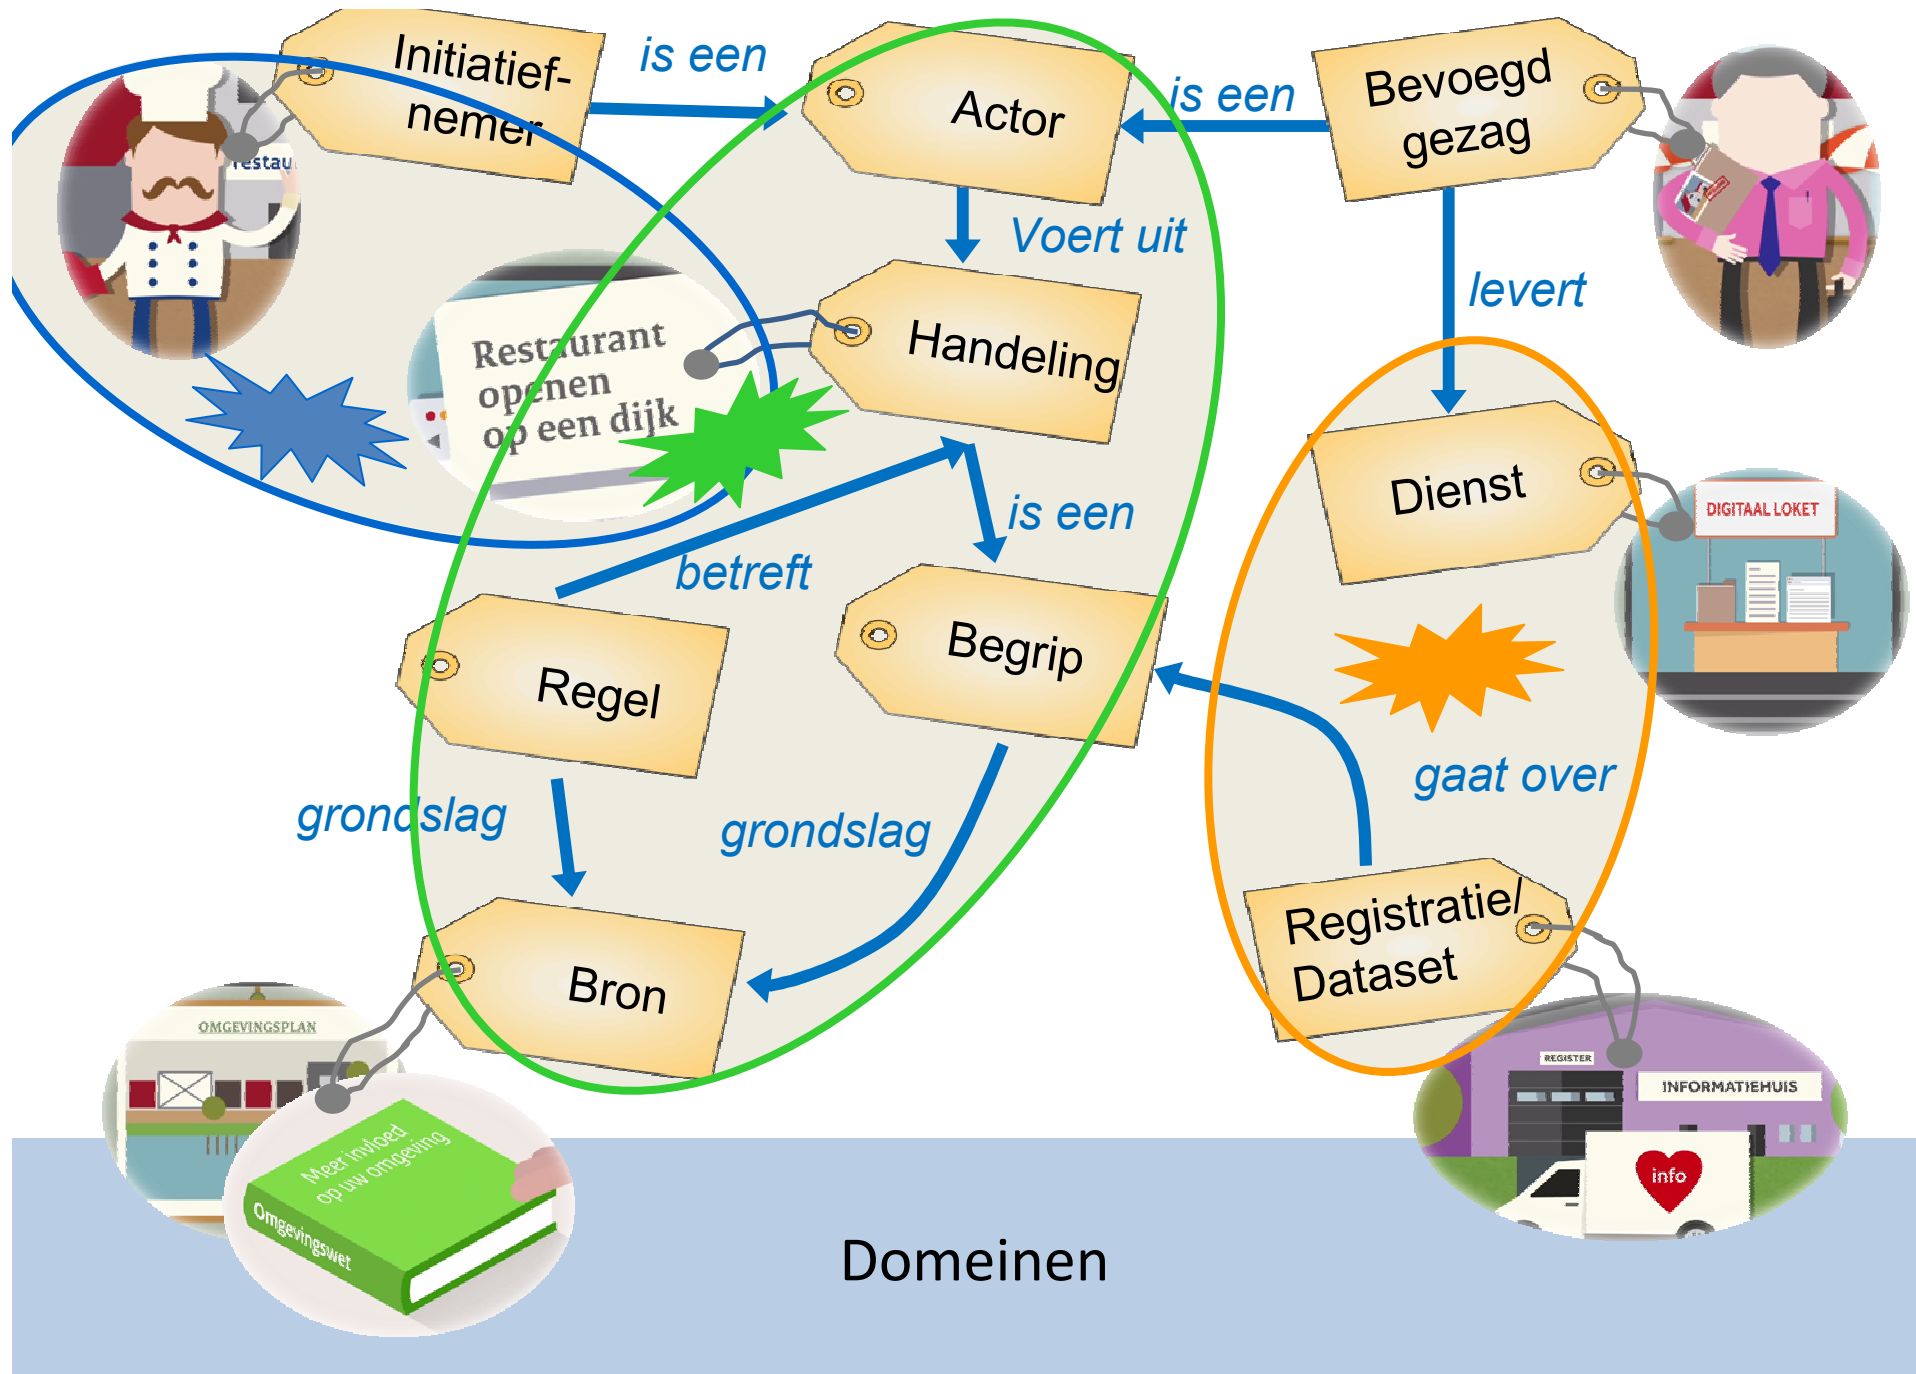 Initiatief-
nemer
is een
Actor
is een
Bevoegd
gezag
restau
Voert uit
levert
Restaurant
openen
op een dijk
Handeling
Dienst
DIGITAAL LOKET
is een
betreft
Begrip
Regel
gaat over
grondslag
grondslag
Registratie/
Dataset
Bron
OMGEVINGSPLAN
REGISTER
INFORMATIEHUIS
Meer invloed
op uw omgeving
Omgevingswet
info
Domeinen